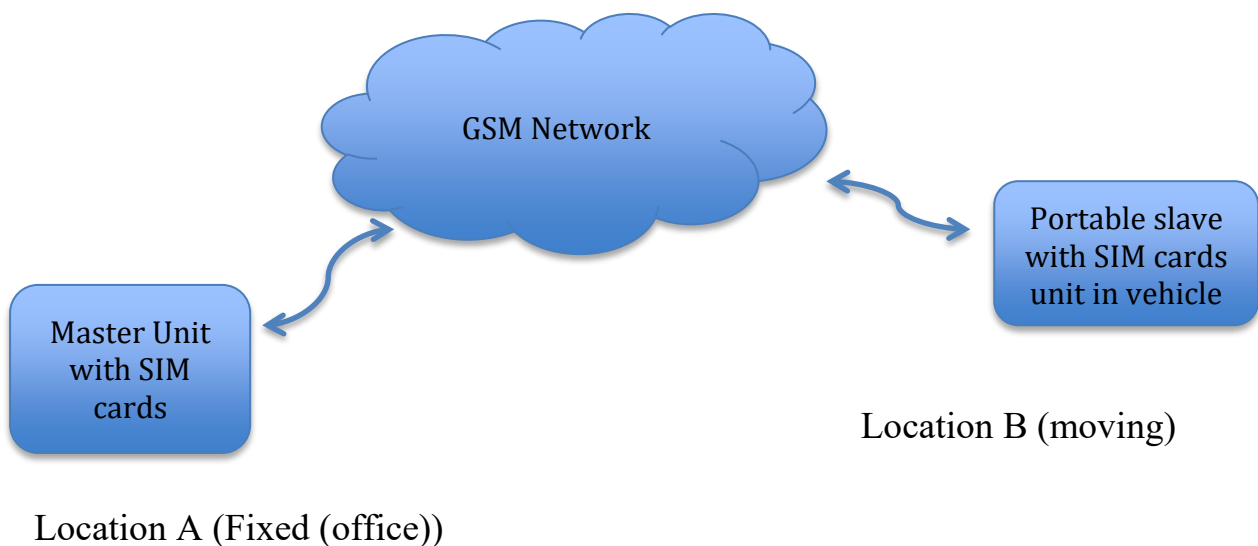 GSM Network
Portable slave
with SIM cards
unit in vehicle
Master Unit
with SIM
cards
Location B (moving)
Location A (Fixed (office))